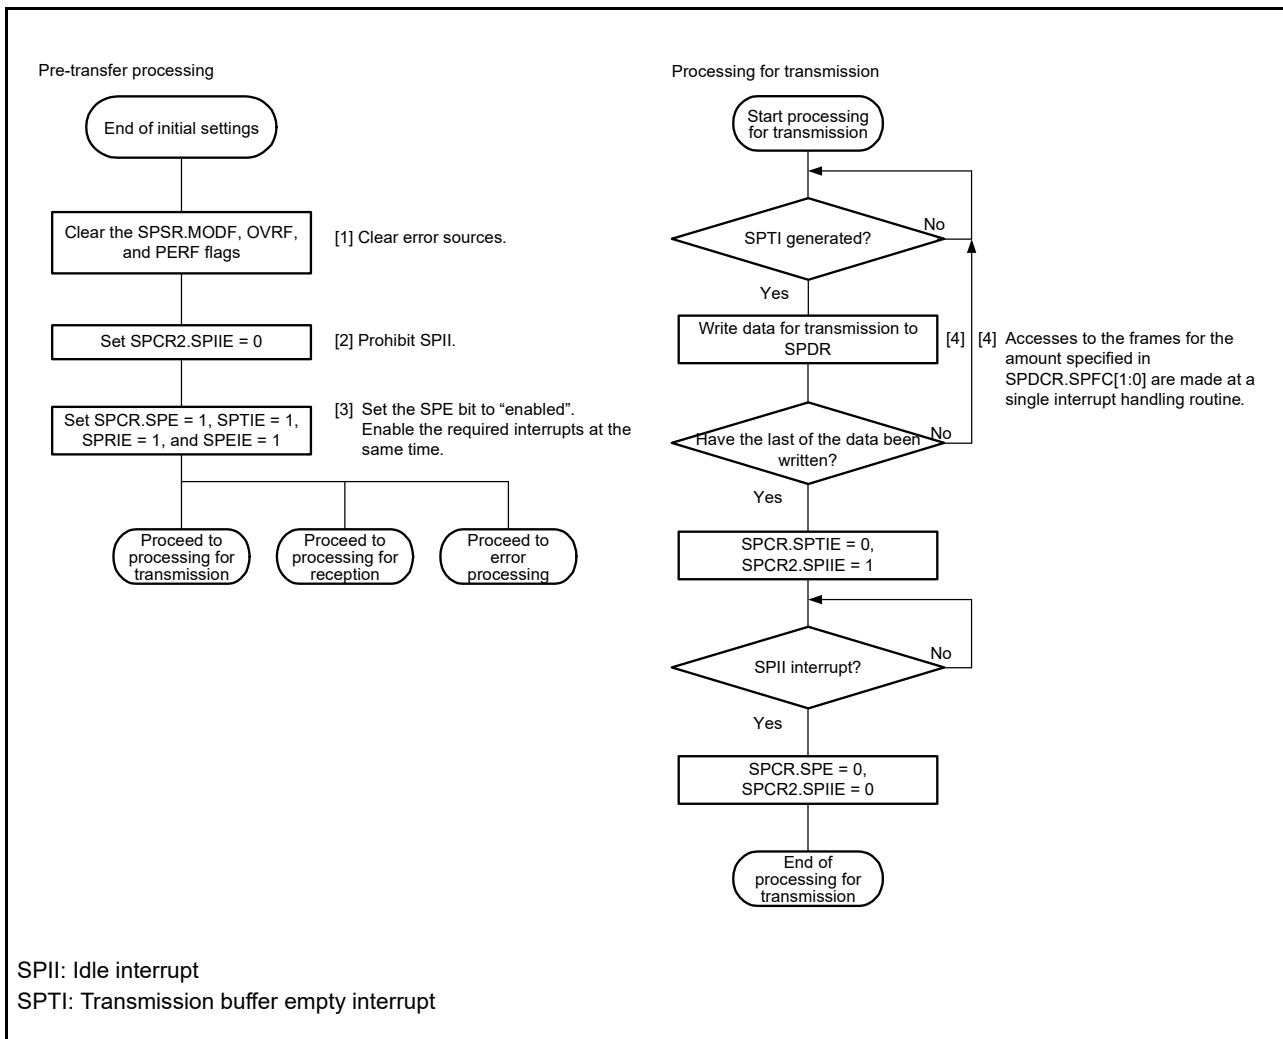 Pre-transfer processing
End of initial settings
Clear the SPSR.MODF, OVRF,
and PERF flags
[1] Clear error sources.
Set SPCR2.SPIIE = 0
[2] Prohibit SPII.
Set SPCR.SPE = 1, SPTIE = 1,
SPRIE = 1, and SPEIE = 1
[3] Set the SPE bit to “enabled”.
Enable the required interrupts at the
same time.
Proceed to
processing for
transmission
Proceed to
processing for
reception
Proceed to
error
processing
Processing for transmission
Start processing
for transmission
SPTI generated?
No
Yes
Write data for transmission to
SPDR
[4]
[4] Accesses to the frames for the
amount specified in
SPDCR.SPFC[1:0] are made at a
single interrupt handling routine.
Have the last of the data been
written?
No
Yes
SPCR.SPTIE = 0,
SPCR2.SPIIE = 1
SPII interrupt?
No
Yes
SPCR.SPE = 0,
SPCR2.SPIIE = 0
End of
processing for
transmission
SPII: Idle interrupt
SPTI: Transmission buffer empty interrupt